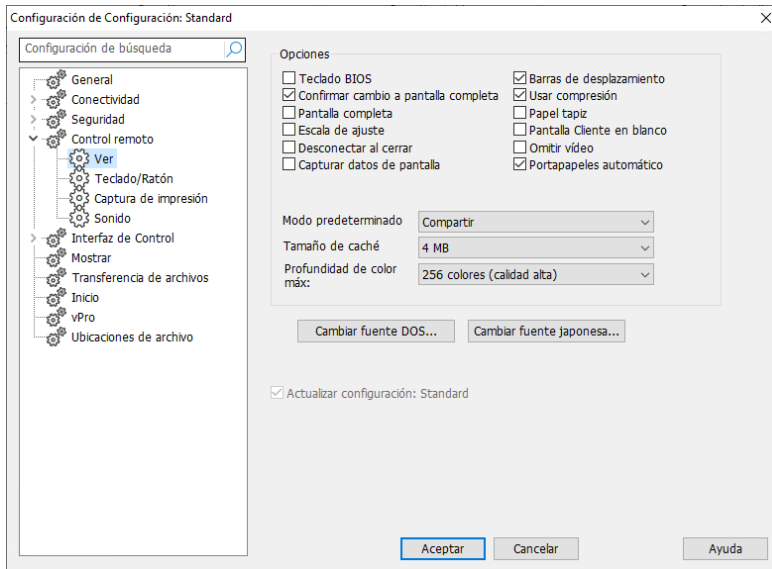 Configuración de Configuración: Standard
Configuración de búsqueda
General
Conectividad
Seguridad
Control remoto
Ver
Teclado/Ratón
Captura de impresión
Sonido
Interfaz de Control
Mostrar
Transferencia de archivos
Inicio
vPro
Ubicaciones de archivo
Opciones
Teclado BIOS
Confirmar cambio a pantalla completa
Pantalla completa
Escala de ajuste
Desconectar al cerrar
Capturar datos de pantalla
Barras de desplazamiento
Usar compresión
Papel tapiz
Pantalla Cliente en blanco
Omitir vídeo
Portapapeles automático
Modo predeterminado Compartir
Tamaño de caché 4 MB
Profundidad de color
máx: 256 colores (calidad alta)
Cambiar fuente DOS... Cambiar fuente japonesa...
Actualizar configuración: Standard
Aceptar Cancelar Ayuda